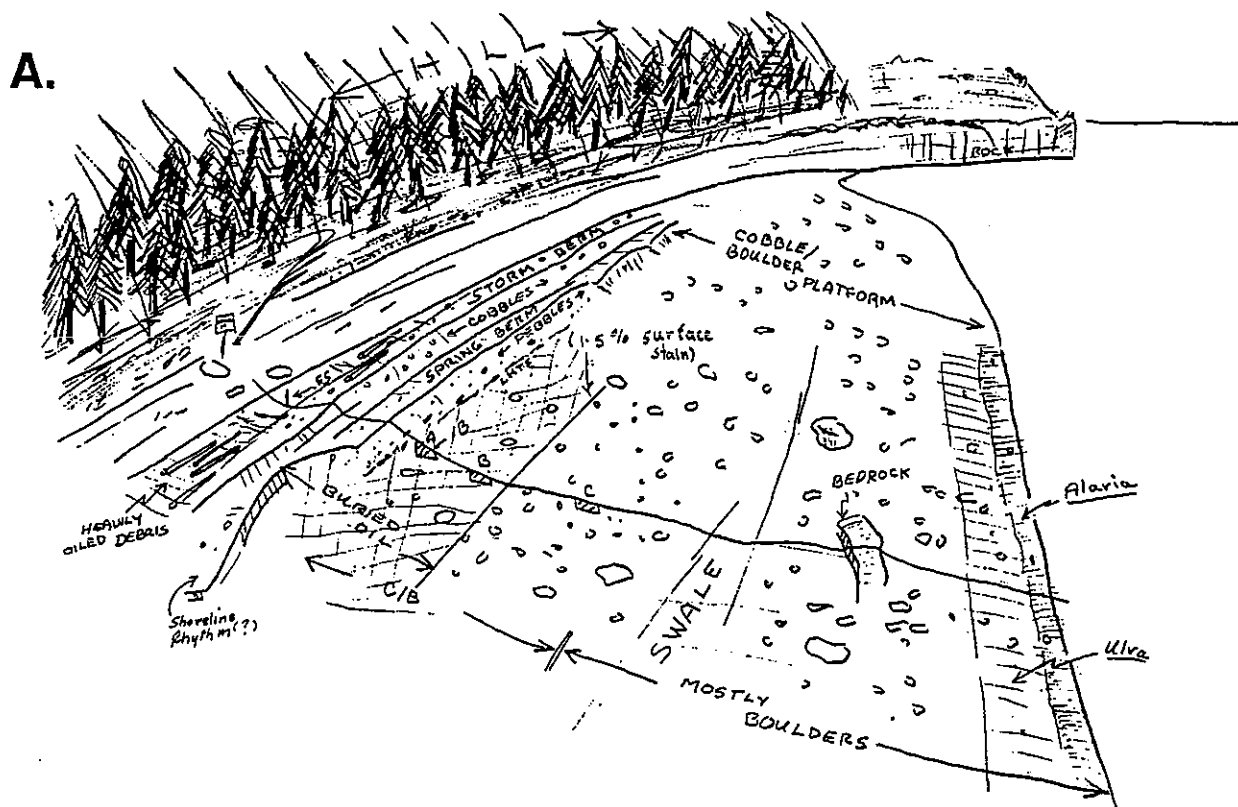 A.
HILL
ROCK
STORM BERM
COBBLES
SPRING BERM
PEBBLES
LATE
COBBLE/
BOULDER
PLATFORM
(1-5% surface
stain)
A
B
B
C
BEDROCK
Alaria
HEAVILY
OILED DEBRIS
BURIED
OIL
C/B
Shoreline
Rhythm(?)
SWALE
Ulva
MOSTLY
BOULDERS